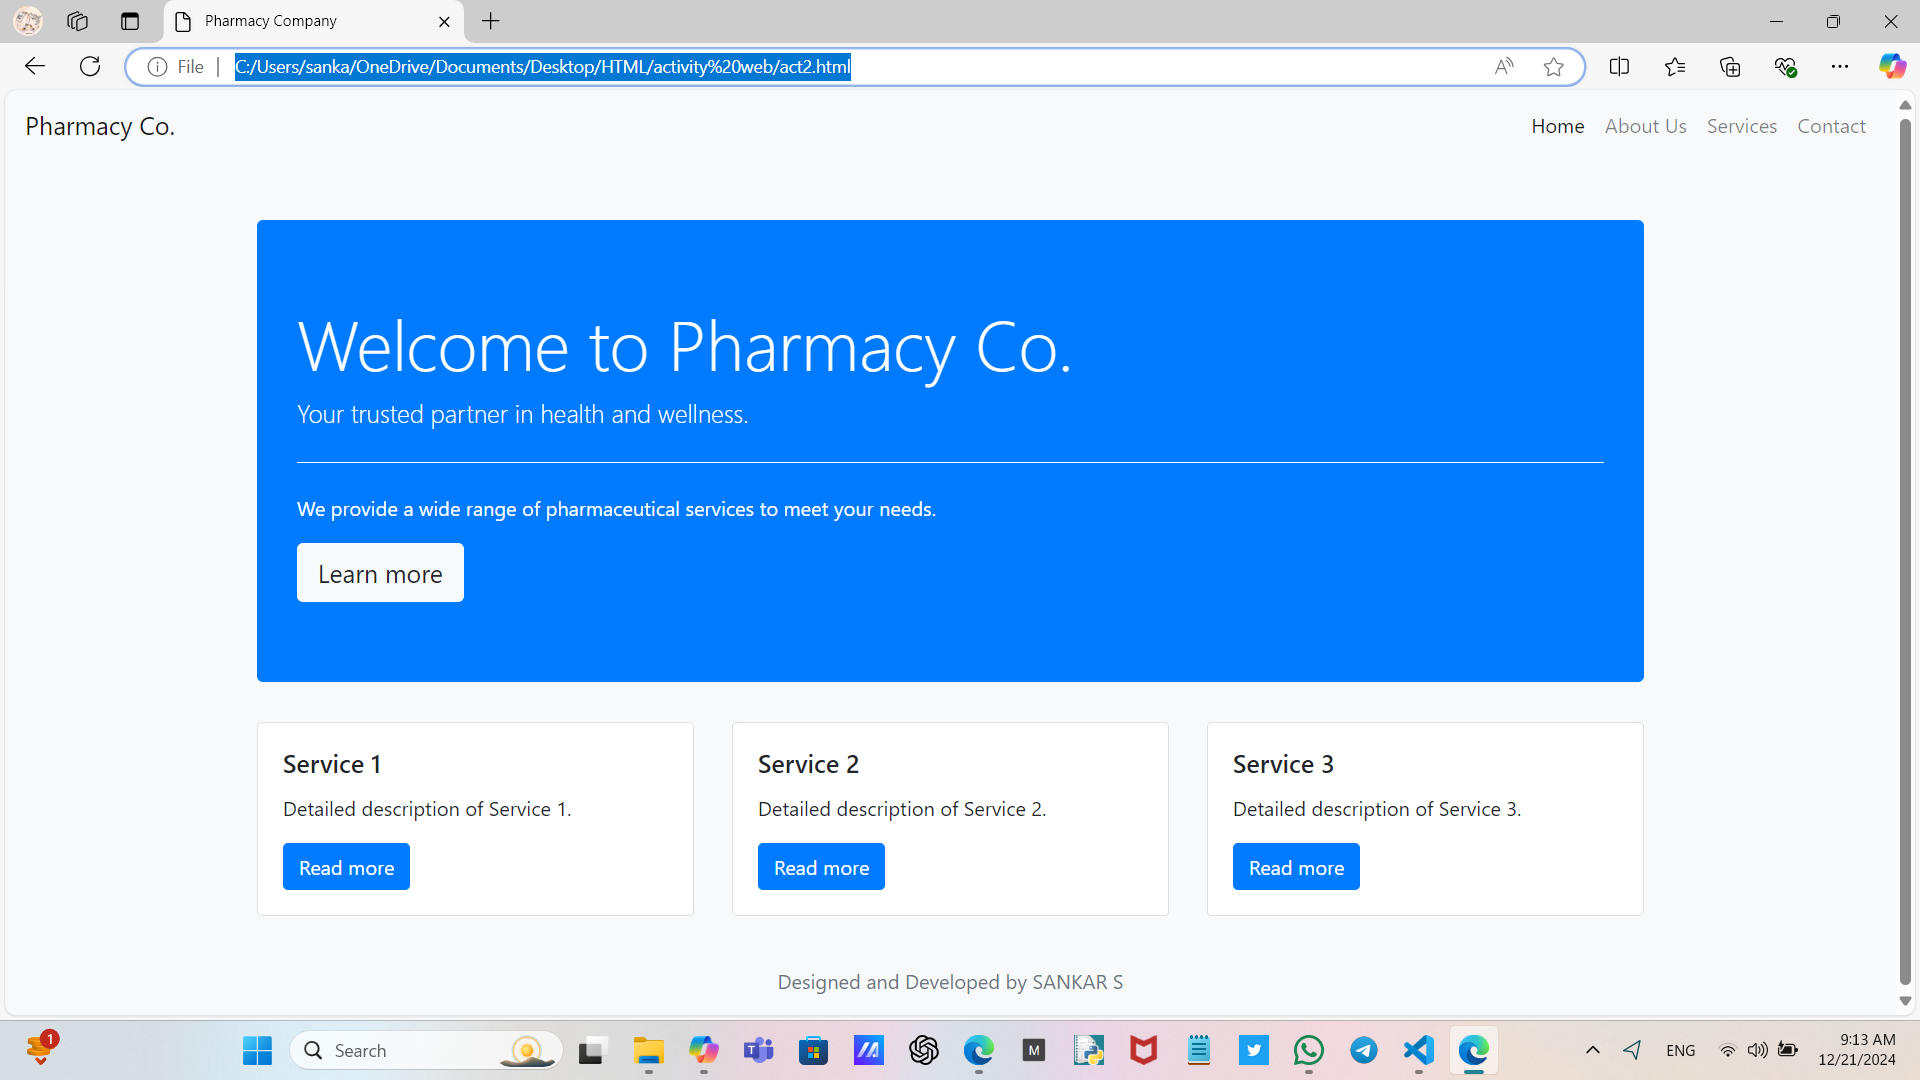 Pharmacy Company
File
C:/Users/sanka/OneDrive/Documents/Desktop/HTML/activity%20web/act2.html
Pharmacy Co.
Home About Us Services Contact
Welcome to Pharmacy Co.
Your trusted partner in health and wellness.
We provide a wide range of pharmaceutical services to meet your needs.
Learn more
Service 1
Detailed description of Service 1.
Read more
Service 2
Detailed description of Service 2.
Read more
Service 3
Detailed description of Service 3.
Read more
Designed and Developed by SANKAR S
1
Search
M
ENG
9:13 AM
12/21/2024